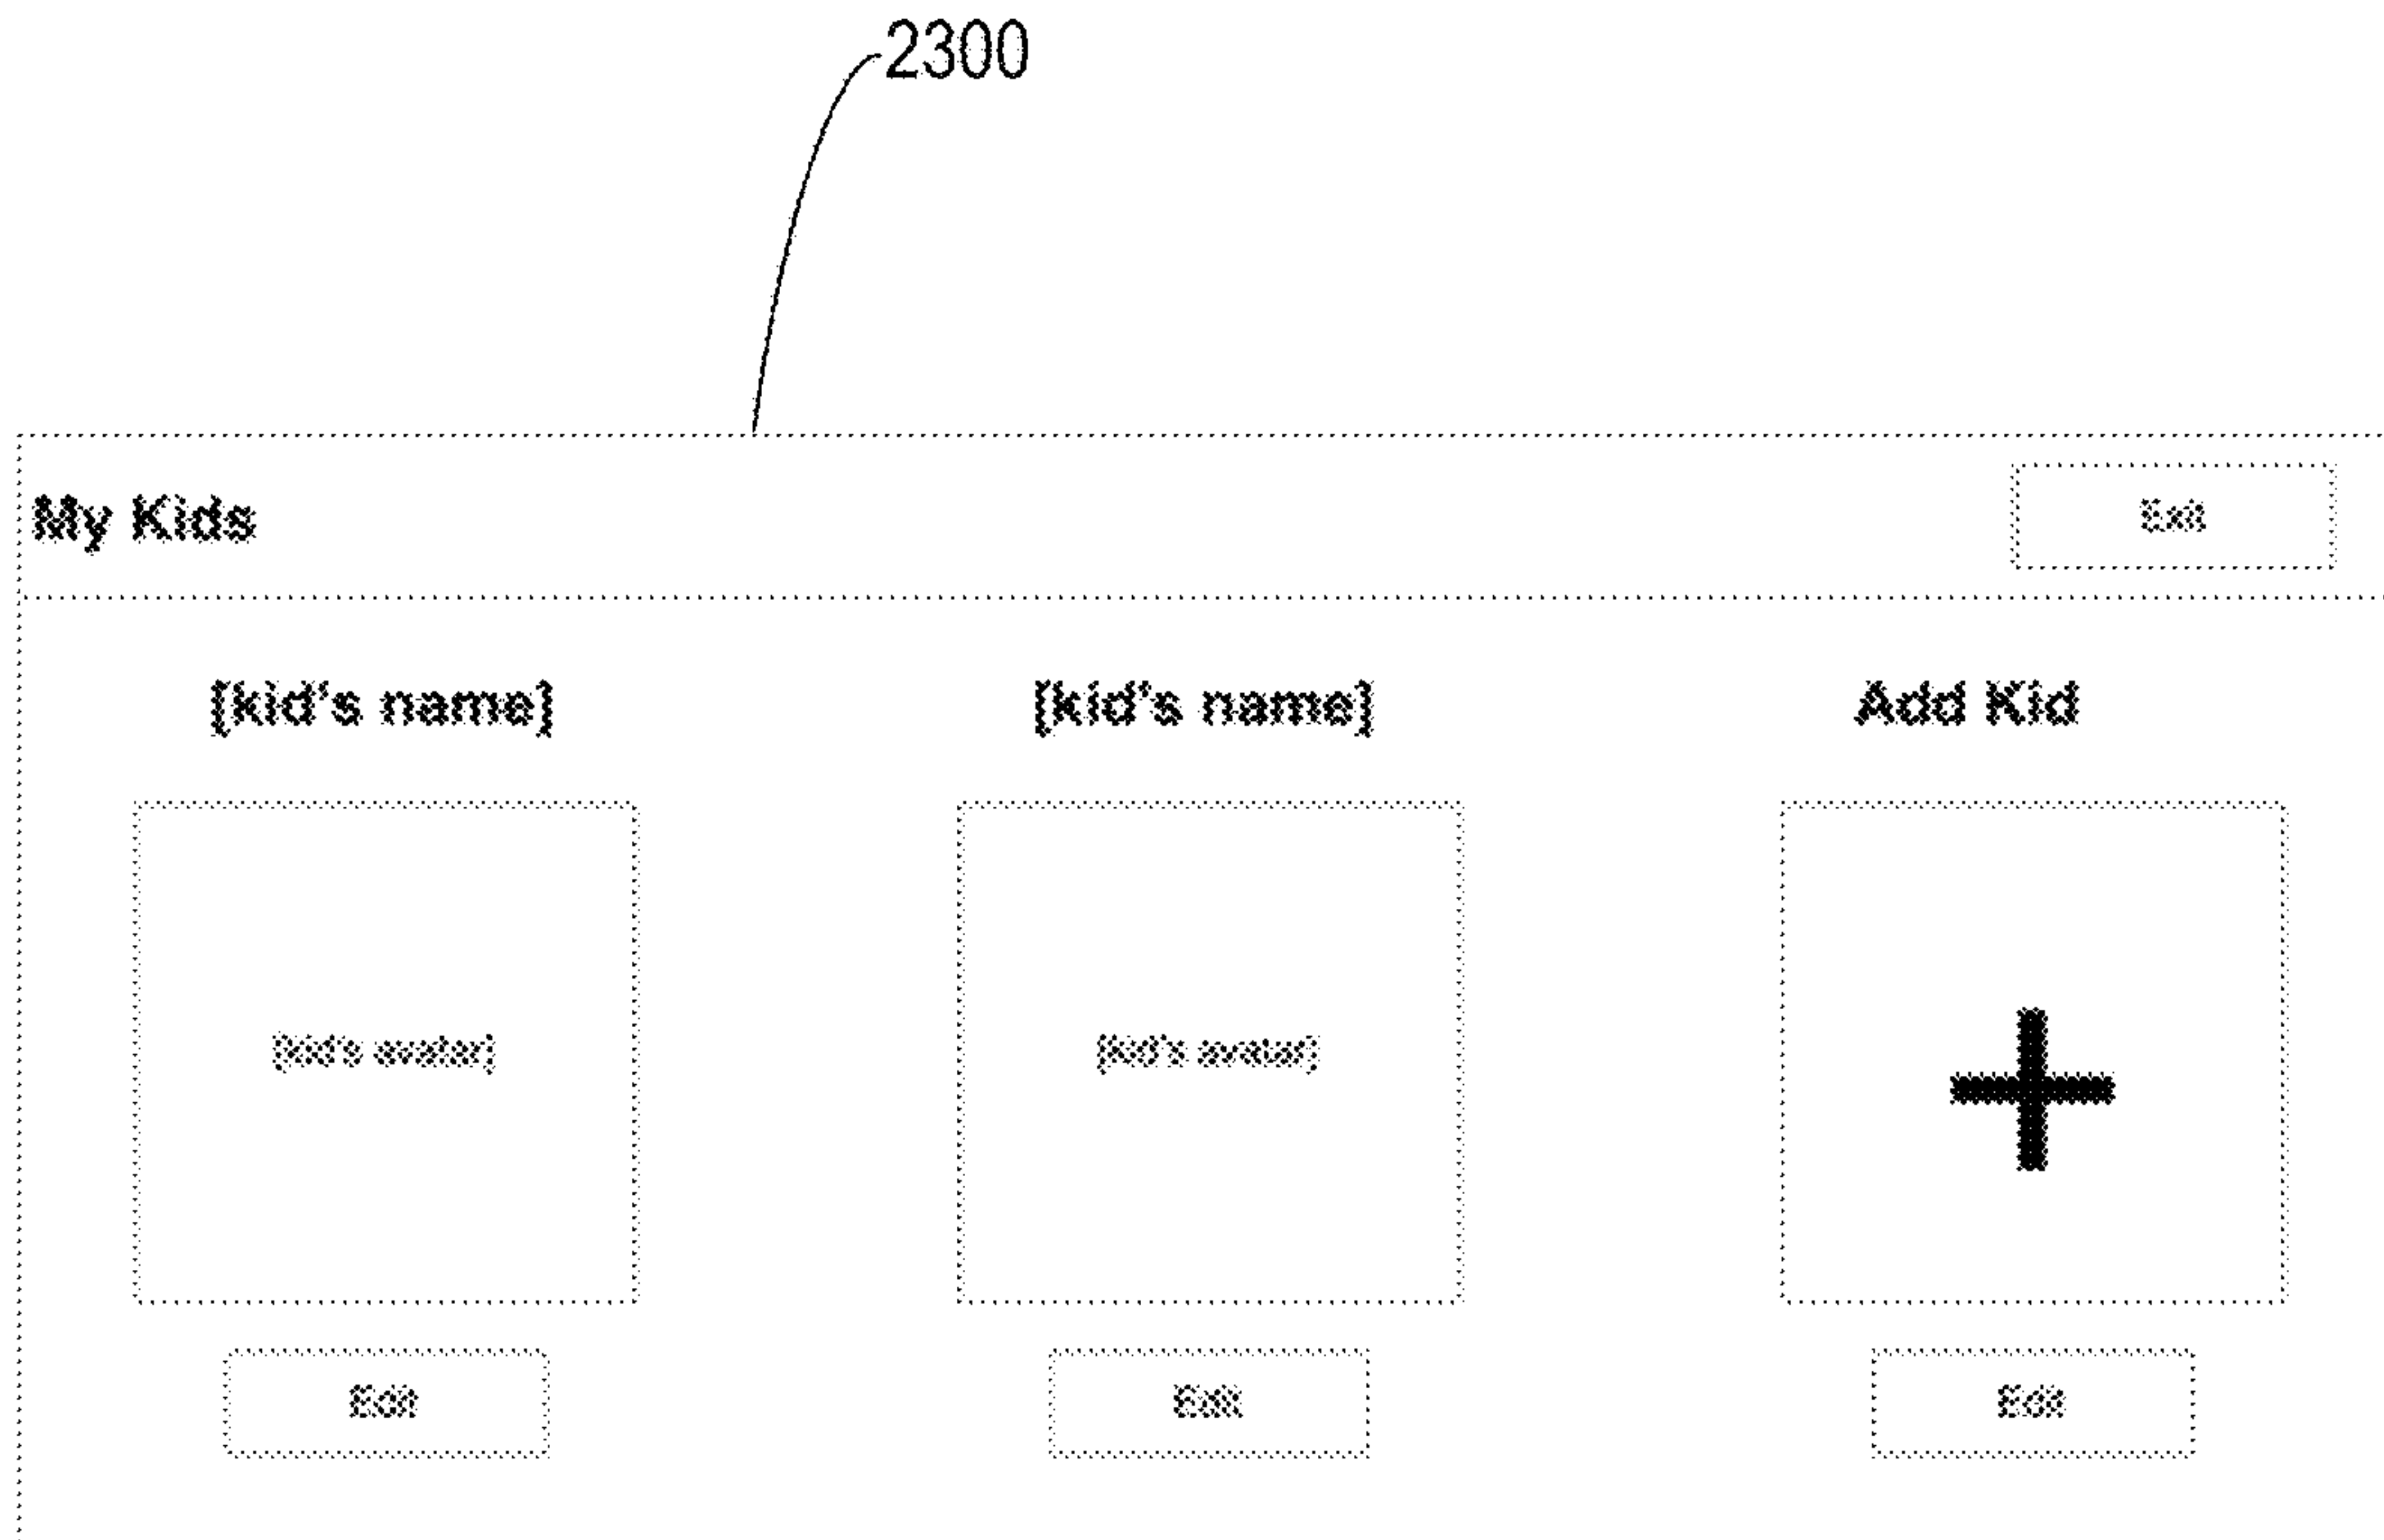 2300
My Kids Exit
[kid's name] [kid's name] Add Kid
[kid's avatar] [kid's avatar]
Edit Edit Edit